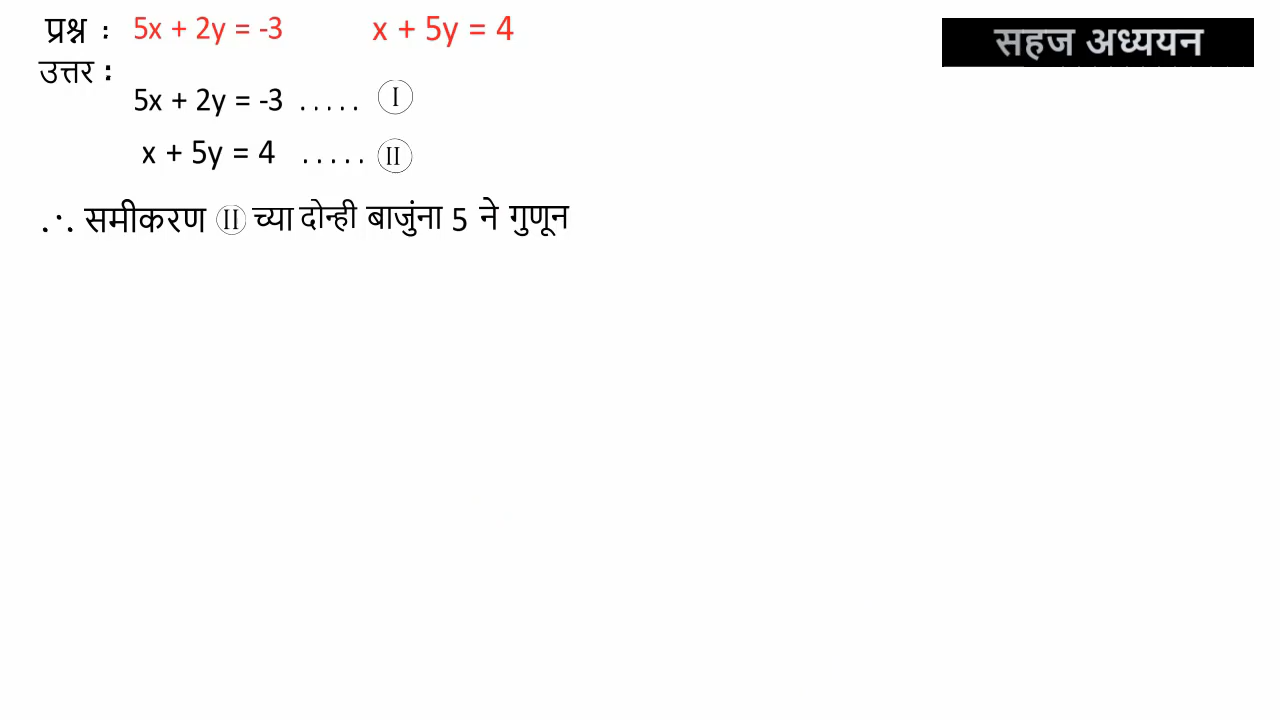 प्रश्न : 5x + 2y = -3 x + 5y = 4
सहज अध्ययन
उत्तर :
5x + 2y = -3 ..... Ⅰ
x + 5y = 4 ..... Ⅱ
∴ समीकरण Ⅱ च्या दोन्ही बाजुंना 5 ने गुणून